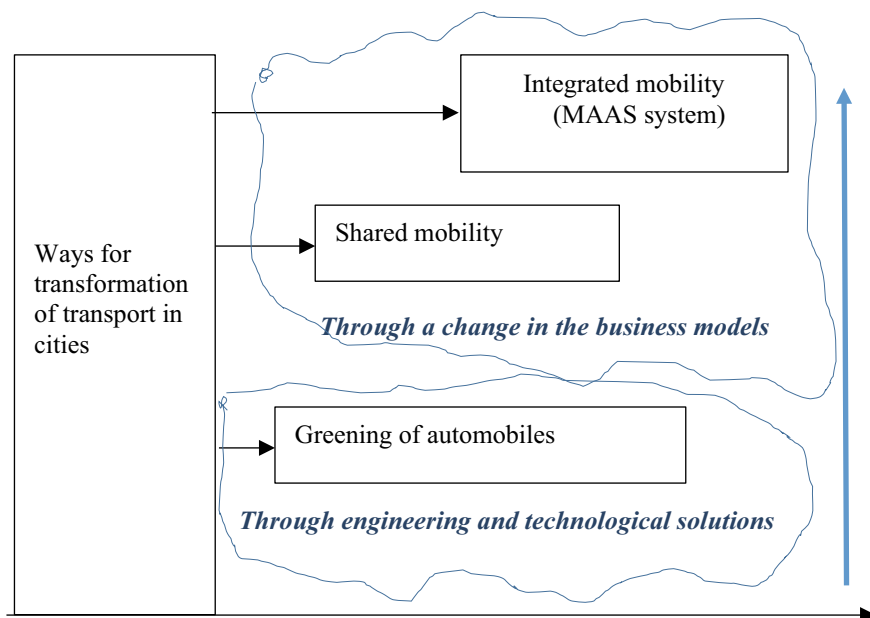 Integrated mobility
(MAAS system)
Shared mobility
Ways for
transformation
of transport in
cities
Through a change in the business models
Greening of automobiles
Through engineering and technological solutions